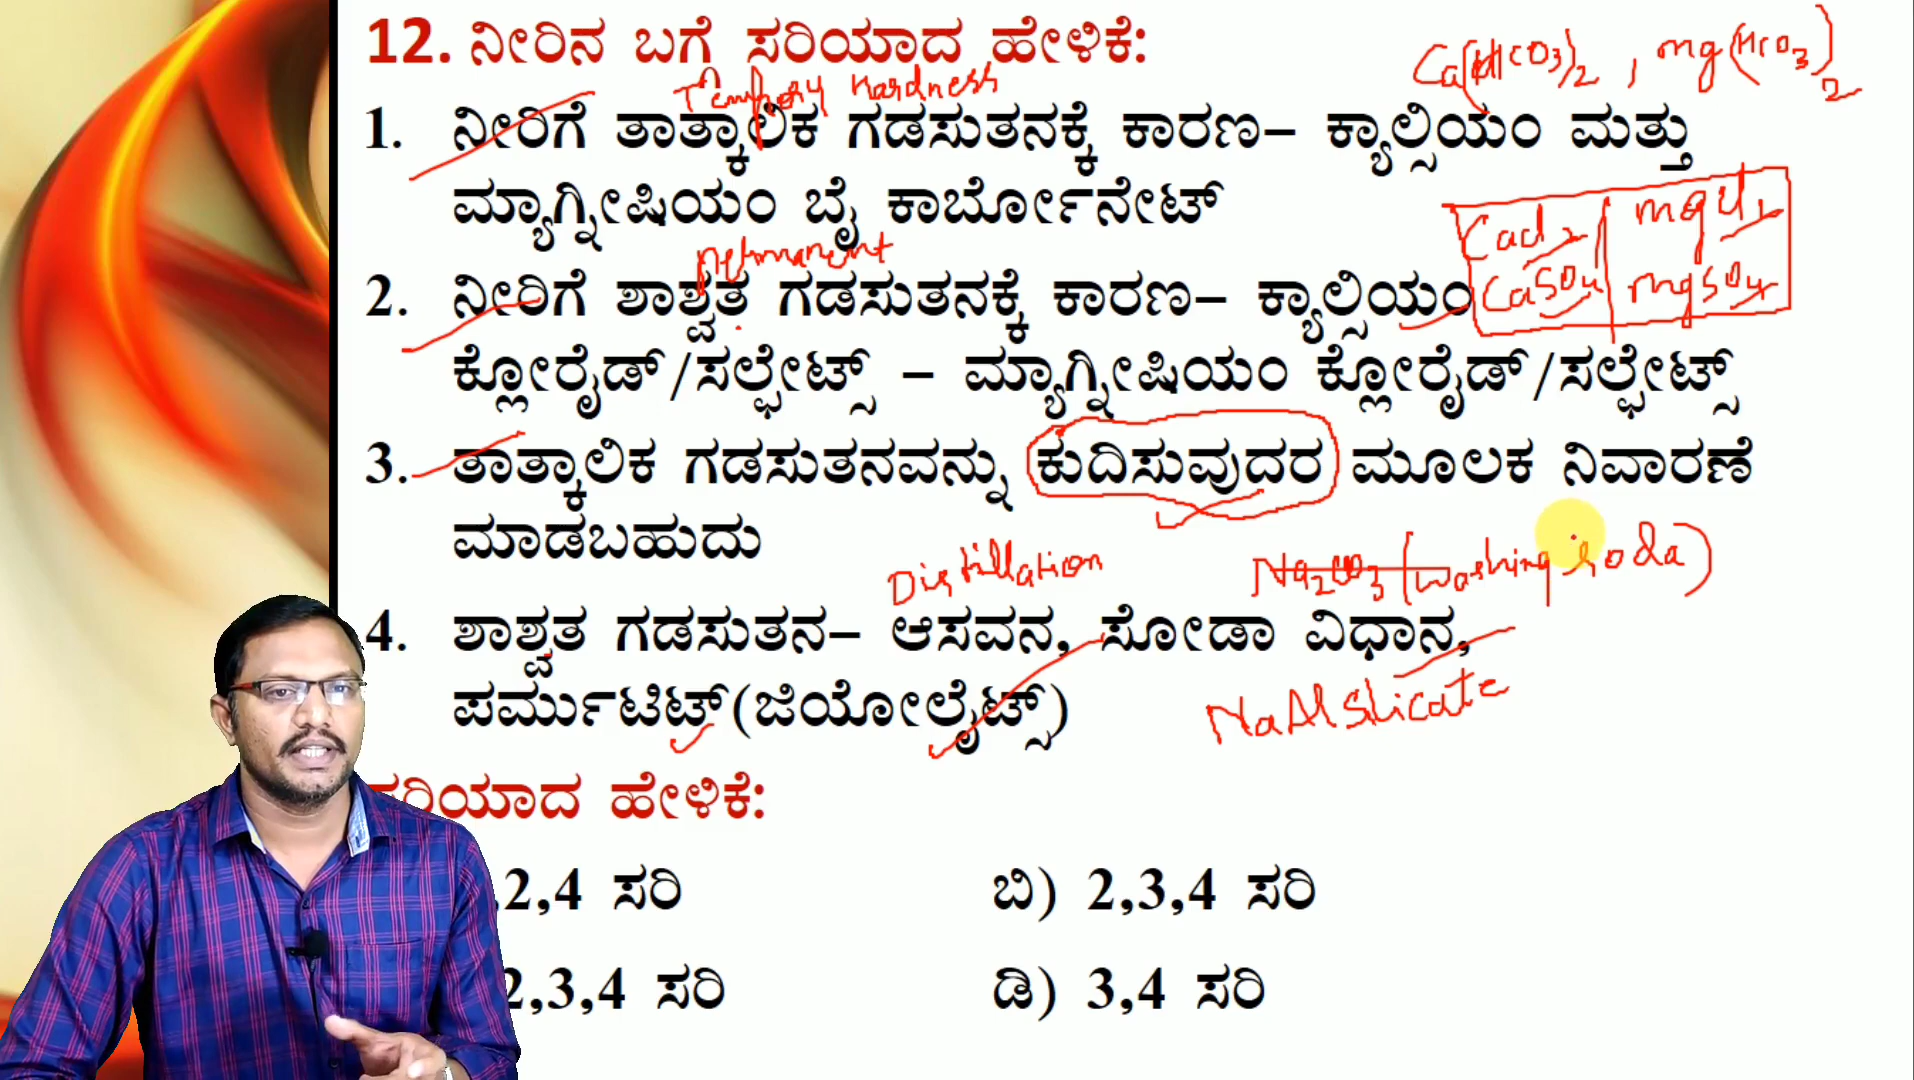 12. ನೀರಿನ ಬಗ್ಗೆ ಸರಿಯಾದ ಹೇಳಿಕೆ:
Ca(HCO3)2 , mg(HCO3)2
Temporary hardness
1. ನೀರಿಗೆ ತಾತ್ಕಾಲಿಕ ಗಡಸುತನಕ್ಕೆ ಕಾರಣ– ಕ್ಯಾಲ್ಸಿಯಂ ಮತ್ತು
ಮ್ಯಾಗ್ನೀಷಿಯಂ ಬೈ ಕಾರ್ಬೋನೇಟ್
Cacl2 mgcl2
permanent
CaSO4 mgSO4
2. ನೀರಿಗೆ ಶಾಶ್ವತ ಗಡಸುತನಕ್ಕೆ ಕಾರಣ– ಕ್ಯಾಲ್ಸಿಯಂ
ಕ್ಲೋರೈಡ್/ಸಲ್ಫೇಟ್ಸ್ – ಮ್ಯಾಗ್ನೀಷಿಯಂ ಕ್ಲೋರೈಡ್/ಸಲ್ಫೇಟ್ಸ್
3. ತಾತ್ಕಾಲಿಕ ಗಡಸುತನವನ್ನು ಕುದಿಸುವುದರ ಮೂಲಕ ನಿವಾರಣೆ
ಮಾಡಬಹುದು
Distillation Na2CO3 (washing soda)
4. ಶಾಶ್ವತ ಗಡಸುತನ– ಆಸವನ, ಸೋಡಾ ವಿಧಾನ,
ಪರ್ಮುಟಿಟ್(ಜಿಯೋಲೈಟ್ಸ್)
NaAlSilicate
ಸರಿಯಾದ ಹೇಳಿಕೆ:
,2,4 ಸರಿ
ಬಿ) 2,3,4 ಸರಿ
2,3,4 ಸರಿ
ಡಿ) 3,4 ಸರಿ